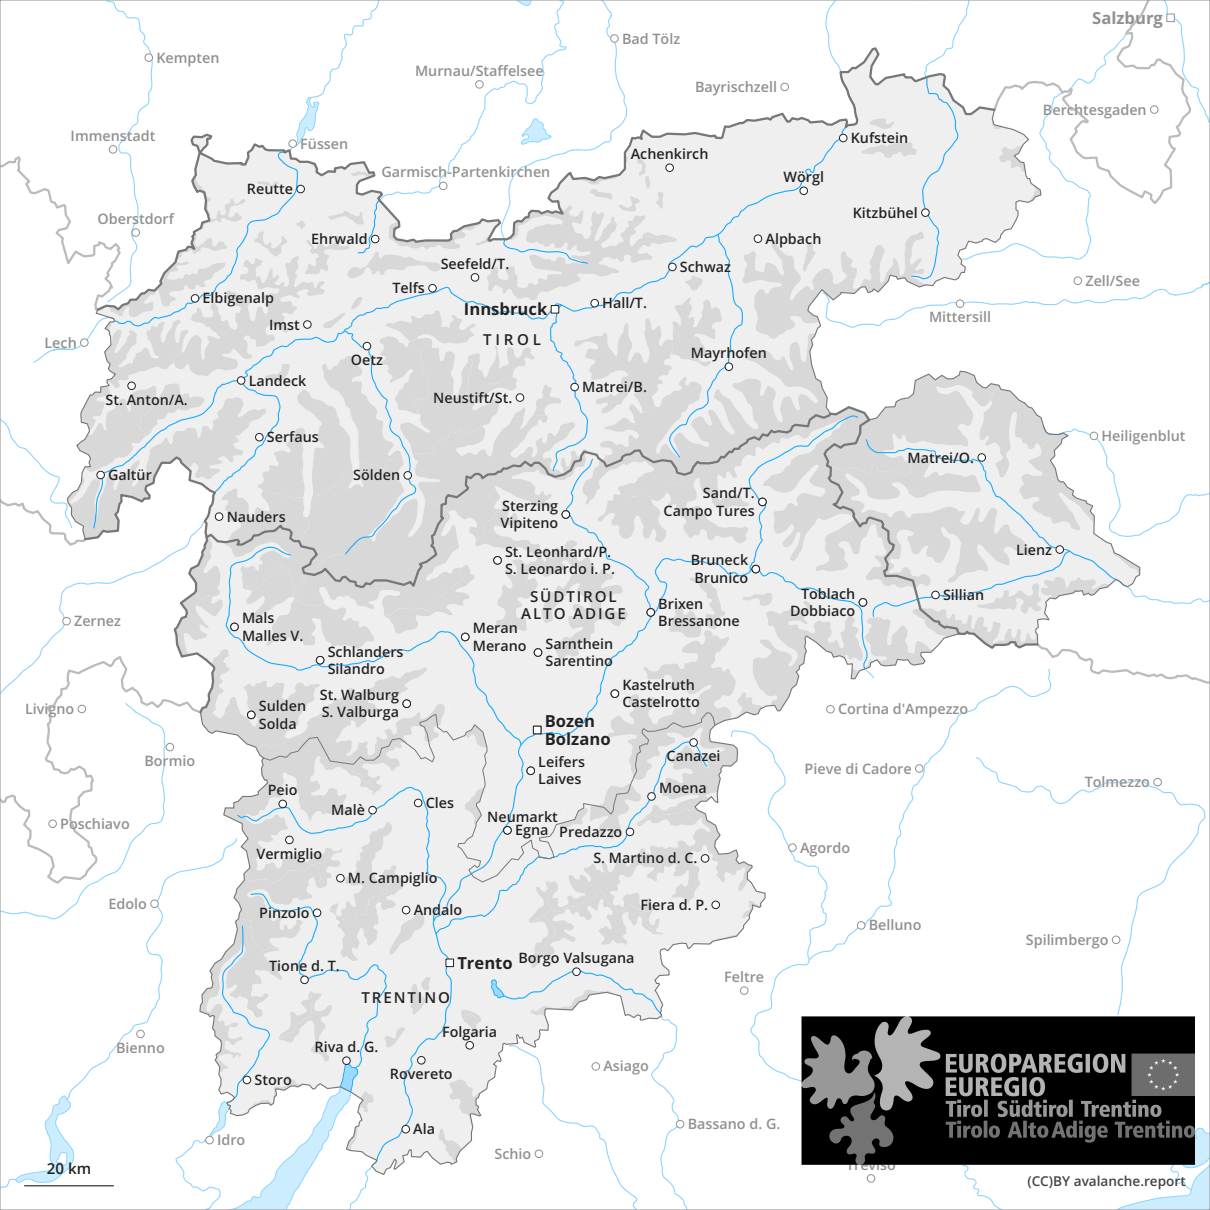 Salzburg
Bad Tölz
Kempten
Murnau/Staffelsee
Bayrischzell
Berchtesgaden
Immenstadt
Füssen
Kufstein
Achenkirch
Garmisch-Partenkirchen
Wörgl
Reutte
Oberstdorf
Kitzbühel
Ehrwald
Alpbach
Seefeld/T.
Schwaz
Zell/See
Telfs
Elbigenalp
Innsbruck
Hall/T.
Mittersill
Imst
TIROL
Lech
Oetz
Mayrhofen
Landeck
Matrei/B.
St. Anton/A.
Neustift/St.
Serfaus
Heiligenblut
Matrei/O.
Galtür
Sölden
Sand/T.
Campo Tures
Sterzing
Vipiteno
Nauders
St. Leonhard/P.
S. Leonardo i. P.
Lienz
Bruneck
Brunico
SÜDTIROL
ALTO ADIGE
Toblach
Dobbiaco
Sillian
Brixen
Bressanone
Zernez
Mals
Malles V.
Meran
Merano
Sarnthein
Sarentino
Schlanders
Silandro
Kastelruth
Castelrotto
St. Walburg
S. Valburga
Livigno
Sulden
Solda
Cortina d'Ampezzo
Bozen
Bolzano
Bormio
Canazei
Leifers
Laives
Pieve di Cadore
Tolmezzo
Peio
Moena
Malè
Cles
Neumarkt
Egna
Predazzo
Poschiavo
Vermiglio
S. Martino d. C.
Agordo
M. Campiglio
Edolo
Pinzolo
Andalo
Fiera d. P.
Belluno
Spilimbergo
Tione d. T.
Trento
Borgo Valsugana
Feltre
TRENTINO
Folgaria
Bienno
Riva d. G.
Rovereto
Asiago
Storo
EUROPAREGION
EUREGIO
Tirol Südtirol Trentino
Tirolo Alto Adige Trentino
Ala
Bassano d. G.
Idro
Schio
Treviso
20 km
(CC)BY avalanche.report